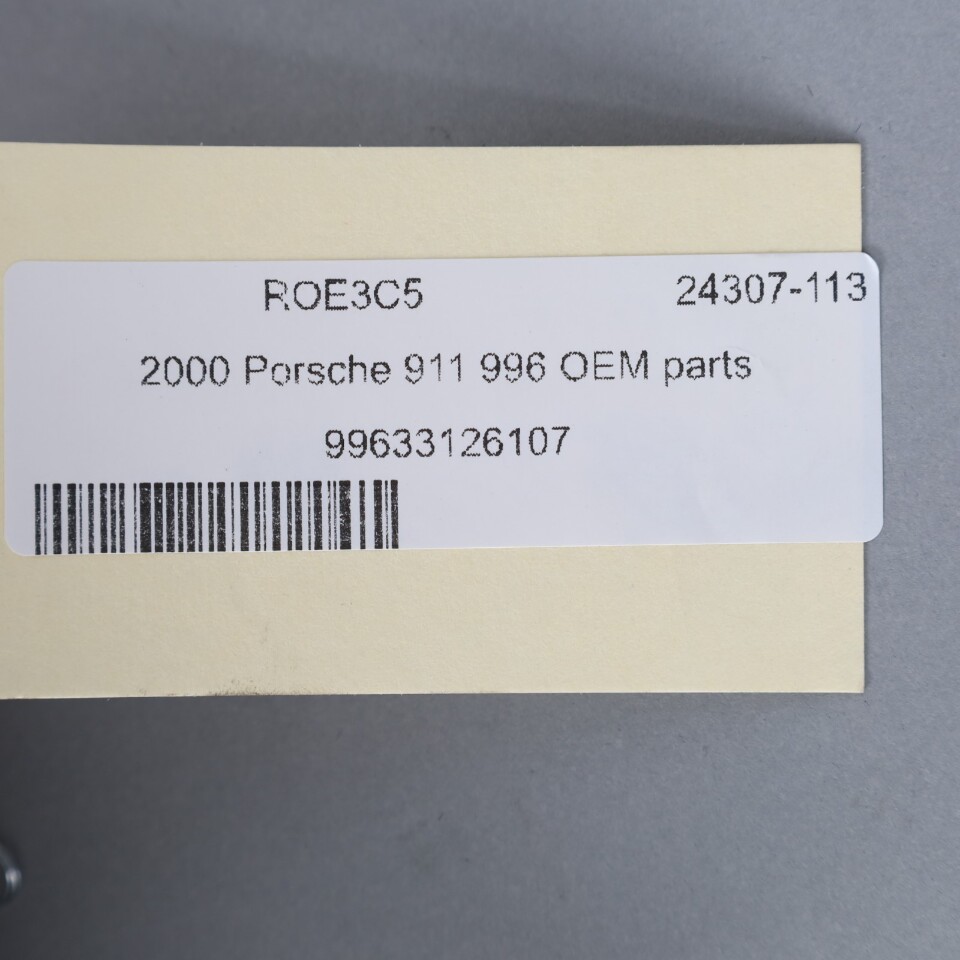 ROE3C5 24307-113
2000 Porsche 911 996 OEM parts
99633126107